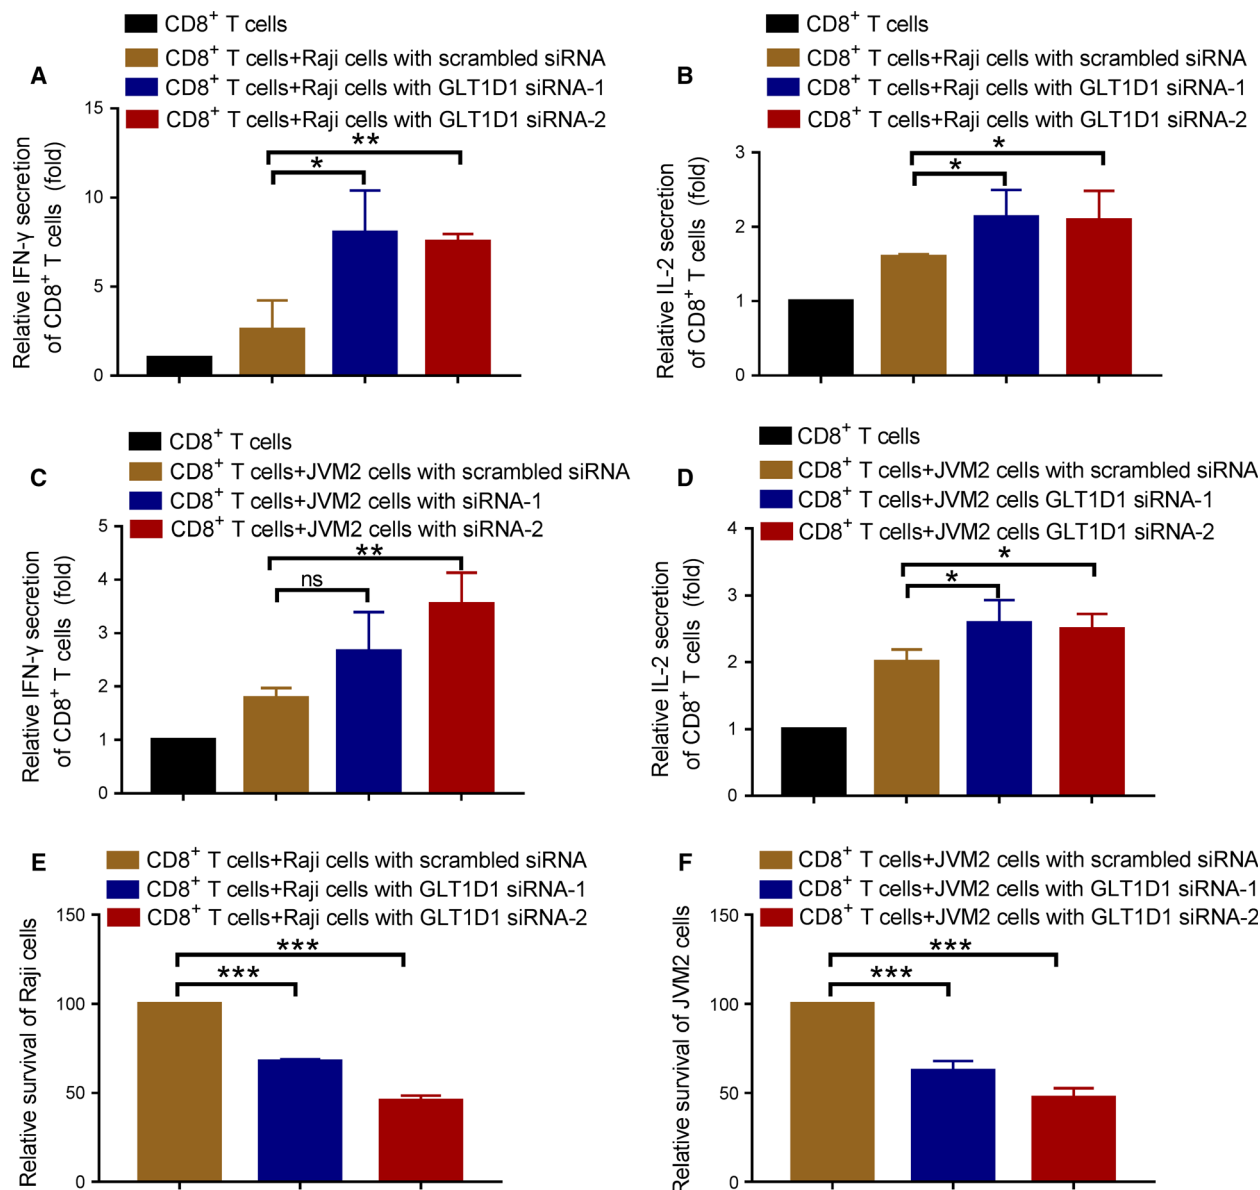 A
CD8⁺ T cells
CD8⁺ T cells+Raji cells with scrambled siRNA
CD8⁺ T cells+Raji cells with GLT1D1 siRNA-1
CD8⁺ T cells+Raji cells with GLT1D1 siRNA-2
Relative IFN-γ secretion
of CD8⁺ T cells (fold)
15
10
5
0
*
**
B
CD8⁺ T cells
CD8⁺ T cells+Raji cells with scrambled siRNA
CD8⁺ T cells+Raji cells with GLT1D1 siRNA-1
CD8⁺ T cells+Raji cells with GLT1D1 siRNA-2
Relative IL-2 secretion
of CD8⁺ T cells (fold)
3
2
1
0
*
*
C
CD8⁺ T cells
CD8⁺ T cells+JVM2 cells with scrambled siRNA
CD8⁺ T cells+JVM2 cells with siRNA-1
CD8⁺ T cells+JVM2 cells with siRNA-2
Relative IFN-γ secretion
of CD8⁺ T cells (fold)
5
4
3
2
1
0
ns
**
D
CD8⁺ T cells
CD8⁺ T cells+JVM2 cells with scrambled siRNA
CD8⁺ T cells+JVM2 cells GLT1D1 siRNA-1
CD8⁺ T cells+JVM2 cells GLT1D1 siRNA-2
Relative IL-2 secretion
of CD8⁺ T cells (fold)
4
3
2
1
0
*
*
E
CD8⁺ T cells+Raji cells with scrambled siRNA
CD8⁺ T cells+Raji cells with GLT1D1 siRNA-1
CD8⁺ T cells+Raji cells with GLT1D1 siRNA-2
Relative survival of Raji cells
150
100
50
0
***
***
F
CD8⁺ T cells+JVM2 cells with scrambled siRNA
CD8⁺ T cells+JVM2 cells with GLT1D1 siRNA-1
CD8⁺ T cells+JVM2 cells with GLT1D1 siRNA-2
Relative survival of JVM2 cells
150
100
50
0
***
***